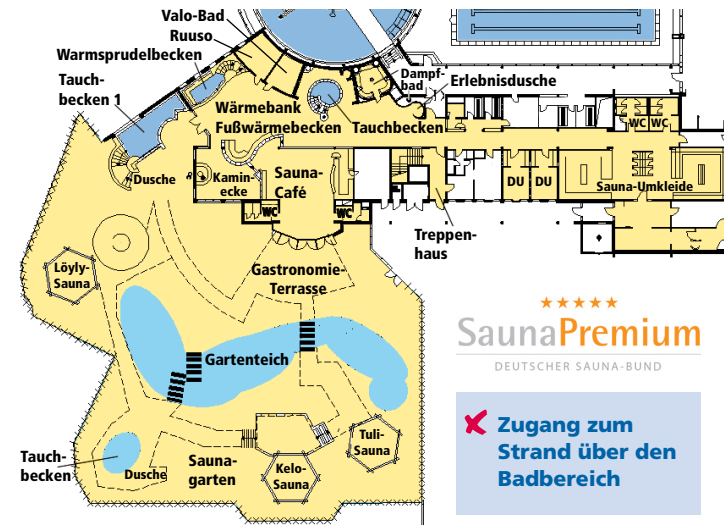 Valo-Bad
Ruuso
Warmsprudelbecken
Tauch-
becken 1
Dampf-
bad
Erlebnisdusche
Wärmebank
Fußwärmebecken
Tauchbecken
WC
WC
Dusche
Kamin-
ecke
Sauna-
Café
DU
DU
Sauna-Umkleide
WC
WC
Treppen-
haus
Löyly-
Sauna
Gastronomie-
Terrasse
Gartenteich
★★★★★
SaunaPremium
DEUTSCHER SAUNA-BUND
✘ Zugang zum
Strand über den
Badbereich
Tauch-
becken
Dusche
Sauna-
garten
Kelo-
Sauna
Tuli-
Sauna